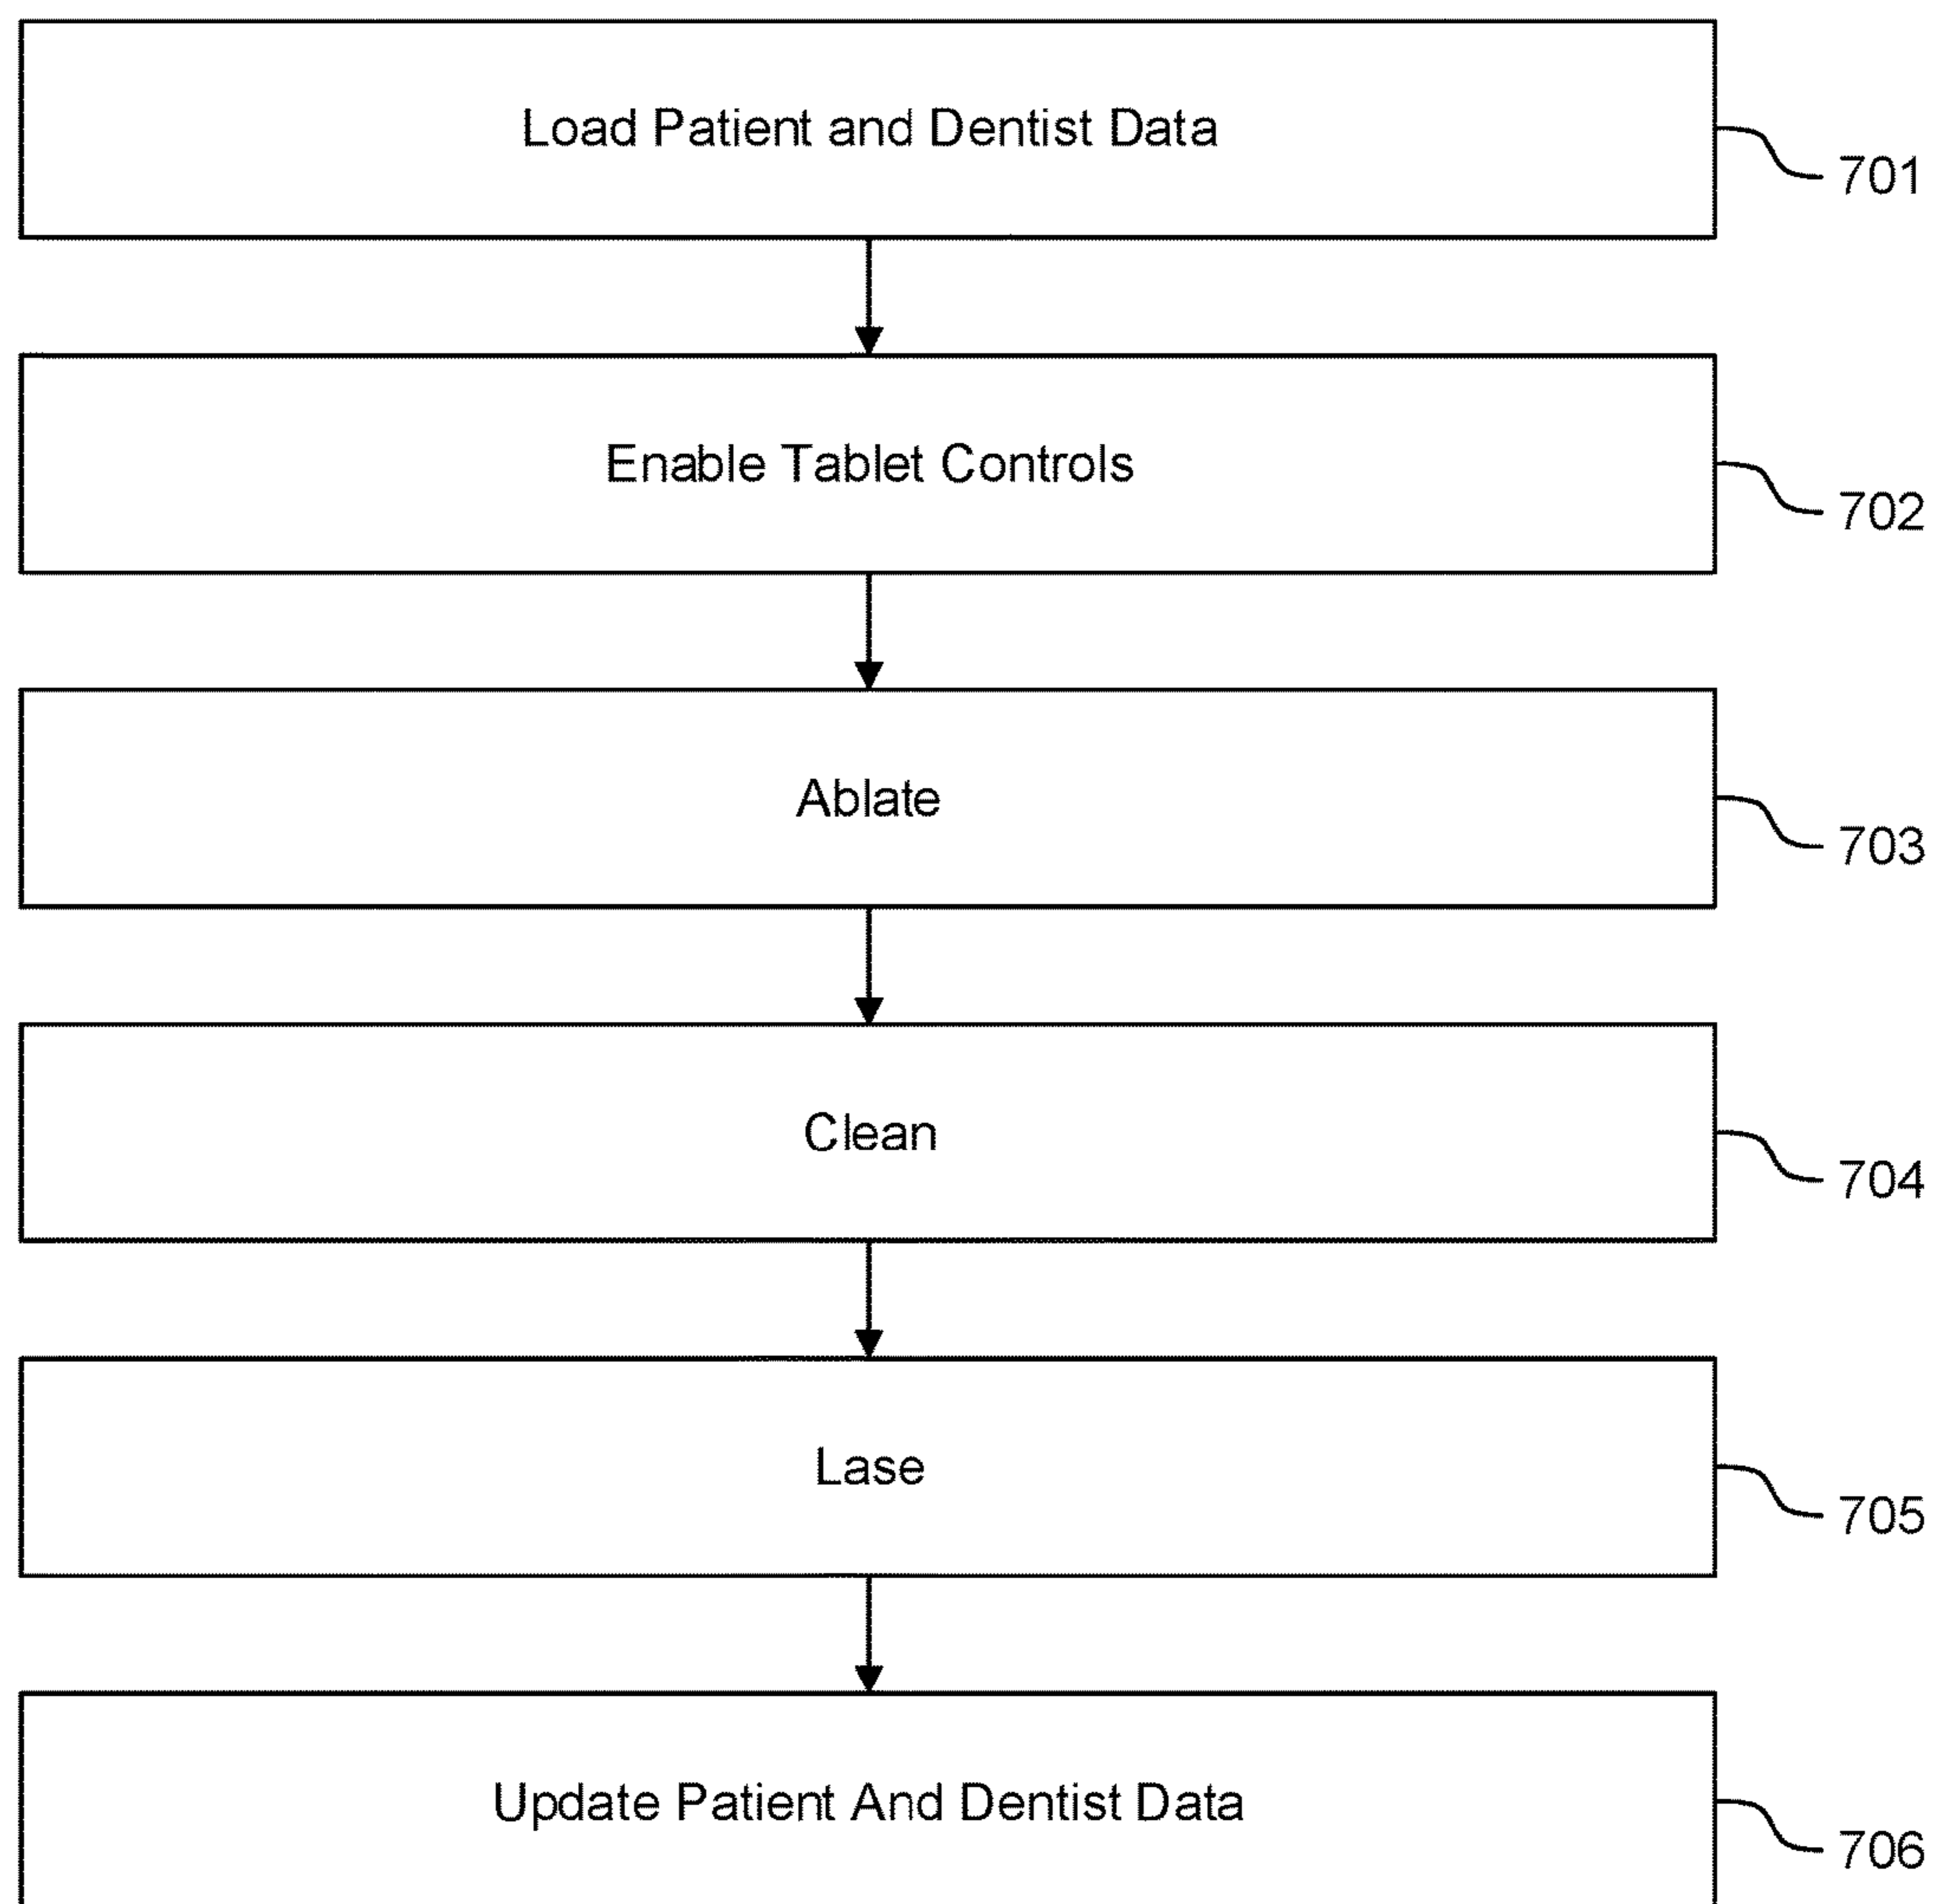 Load Patient and Dentist Data
701
Enable Tablet Controls
702
Ablate
703
Clean
704
Lase
705
Update Patient And Dentist Data
706